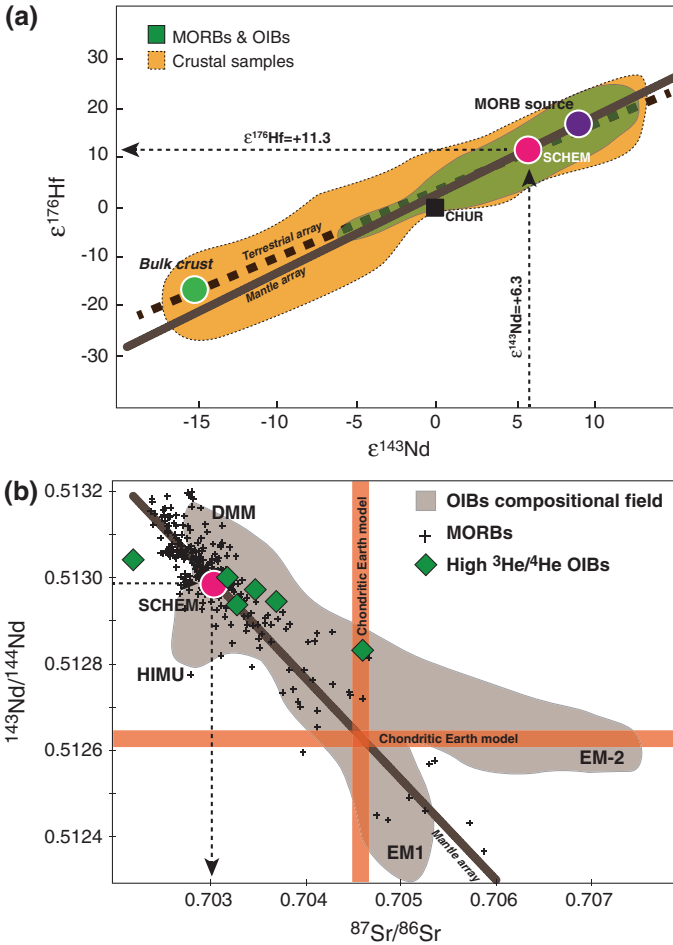 (a)
MORBs & OIBs
Crustal samples
30
20
10
0
-10
-20
-30
ε¹⁷⁶Hf
ε¹⁷⁶Hf=+11.3
MORB source
SCHEM
CHUR
Terrestrial array
Mantle array
Bulk crust
ε¹⁴³Nd=+6.3
-15
-10
-5
0
5
10
ε¹⁴³Nd
(b)
0.5132
0.5130
0.5128
0.5126
0.5124
¹⁴³Nd/¹⁴⁴Nd
DMM
SCHEM
HIMU
Chondritic Earth model
OIBs compositional field
MORBs
High ³He/⁴He OIBs
Chondritic Earth model
EM-2
EM1
Mantle array
0.703
0.704
0.705
0.706
0.707
⁸⁷Sr/⁸⁶Sr